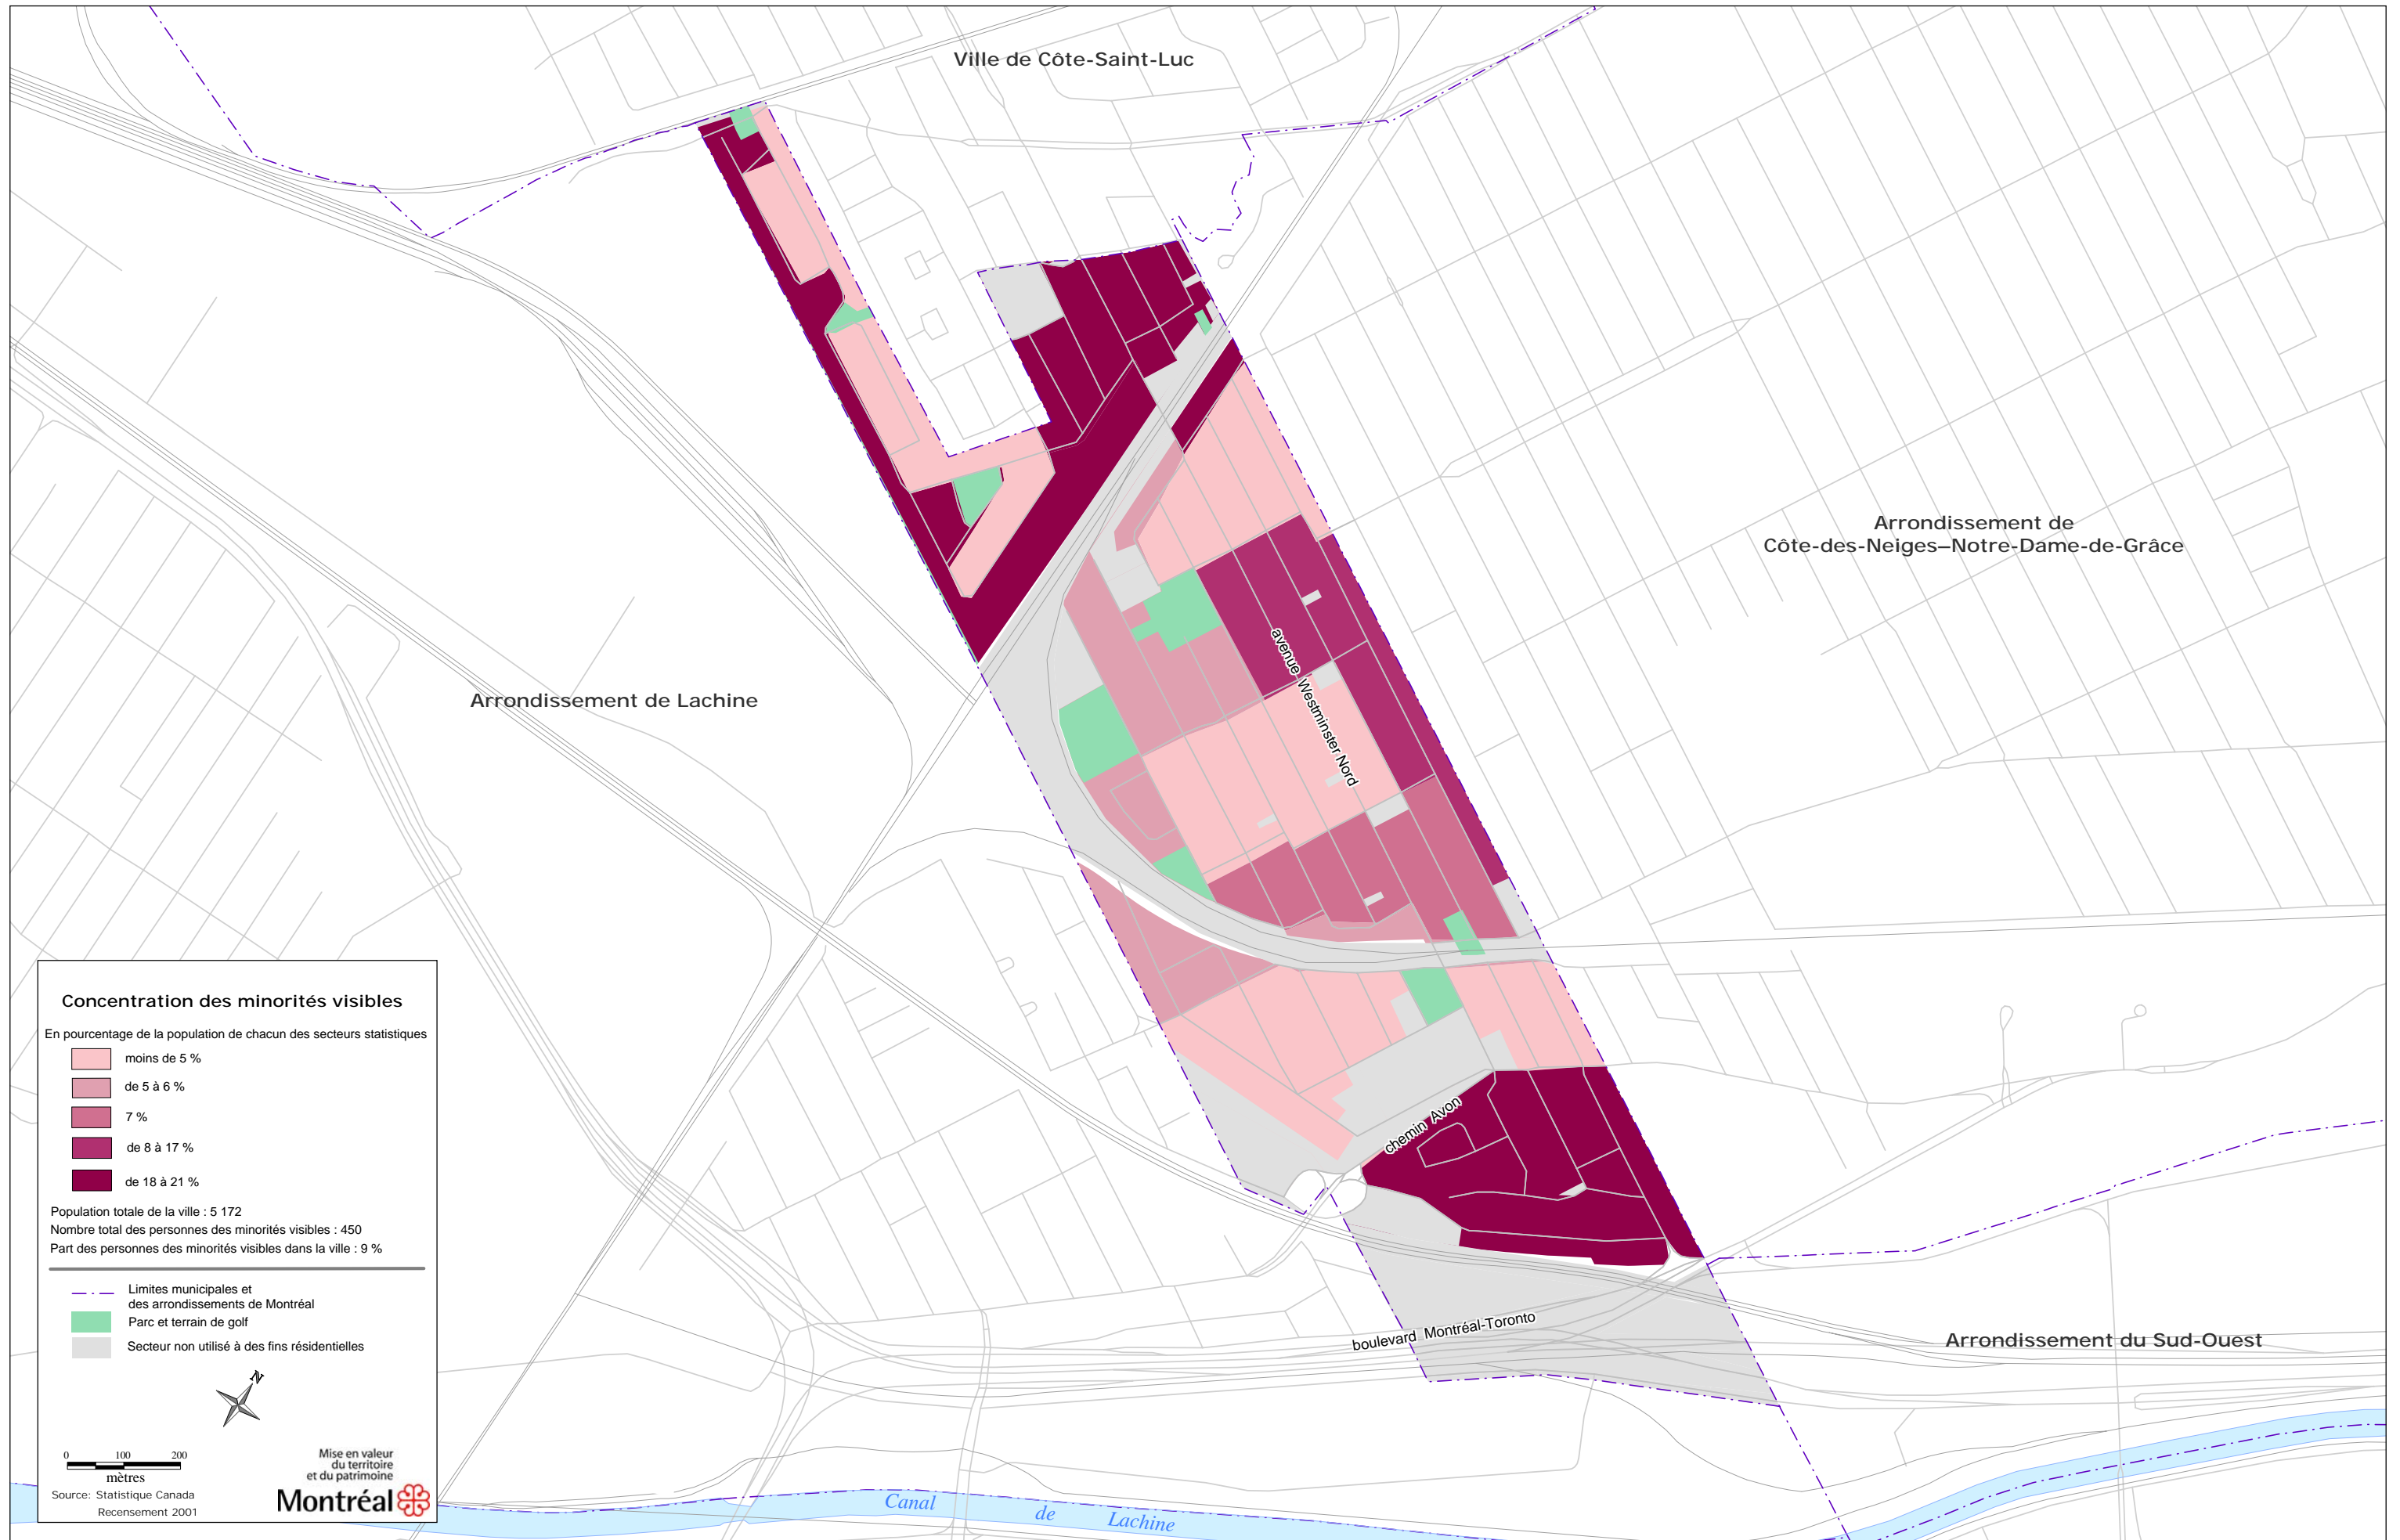 Ville de Côte-Saint-Luc
Arrondissement de
Côte-des-Neiges–Notre-Dame-de-Grâce
avenue Westminster Nord
Arrondissement de Lachine
chemin Avon
boulevard Montréal-Toronto
Arrondissement du Sud-Ouest
Canal de Lachine
Concentration des minorités visibles
En pourcentage de la population de chacun des secteurs statistiques
moins de 5 %
de 5 à 6 %
7 %
de 8 à 17 %
de 18 à 21 %
Population totale de la ville : 5 172
Nombre total des personnes des minorités visibles : 450
Part des personnes des minorités visibles dans la ville : 9 %
Limites municipales et
des arrondissements de Montréal
Parc et terrain de golf
Secteur non utilisé à des fins résidentielles
N
0 100 200
mètres
Source: Statistique Canada
Recensement 2001
Mise en valeur
du territoire
et du patrimoine
Montréal